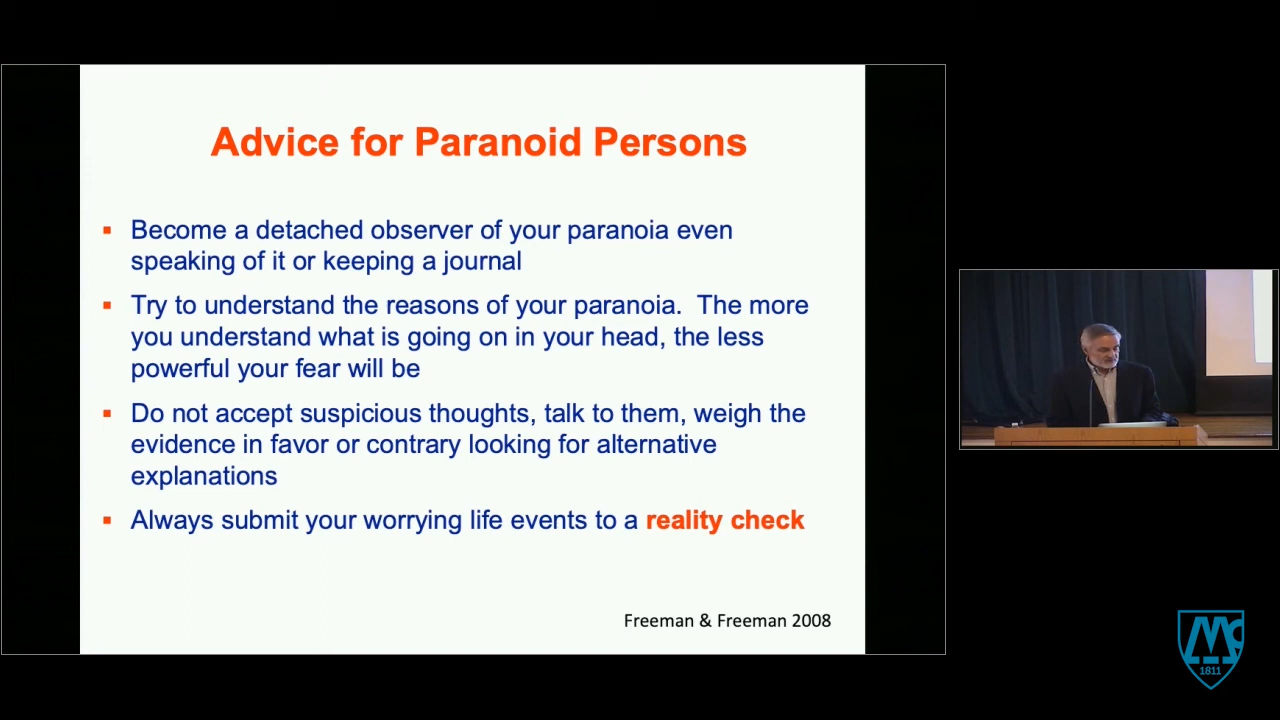 Advice for Paranoid Persons
▪ Become a detached observer of your paranoia even
speaking of it or keeping a journal
▪ Try to understand the reasons of your paranoia.  The more
you understand what is going on in your head, the less
powerful your fear will be
▪ Do not accept suspicious thoughts, talk to them, weigh the
evidence in favor or contrary looking for alternative
explanations
▪ Always submit your worrying life events to a reality check
Freeman & Freeman 2008
Mc
1811